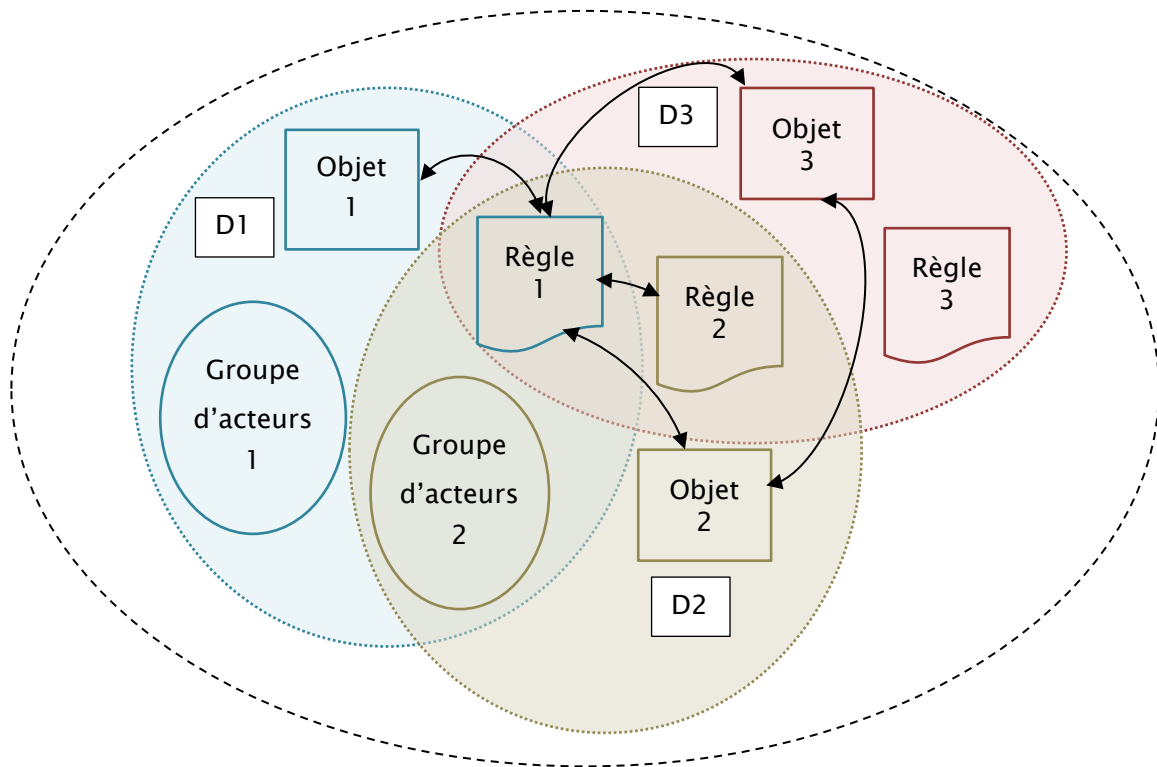 D3
Objet
3
Objet
1
D1
Règle
1
Règle
2
Règle
3
Groupe
d'acteurs
1
Groupe
d'acteurs
2
Objet
2
D2